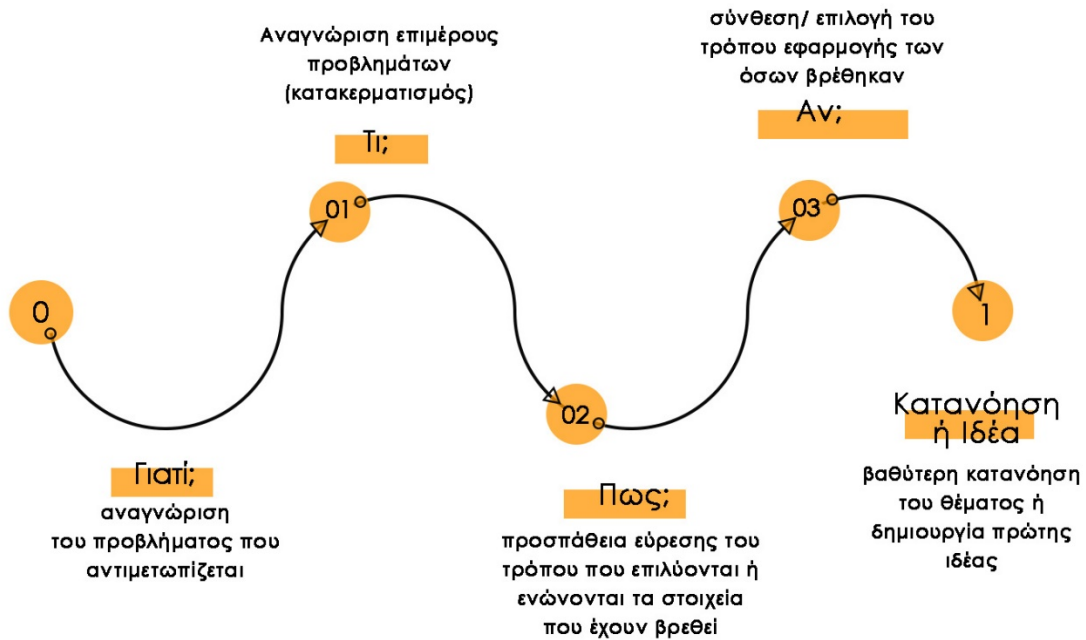 0
Γιατί;
αναγνώριση
του προβλήματος που
αντιμετωπίζεται
Αναγνώριση επιμέρους
προβλημάτων
(κατακερματισμός)
Τι;
01
02
Πως;
προσπάθεια εύρεσης του
τρόπου που επιλύονται ή
ενώνονται τα στοιχεία
που έχουν βρεθεί
σύνθεση/ επιλογή του
τρόπου εφαρμογής των
όσων βρέθηκαν
Αν;
03
1
Κατανόηση
ή Ιδέα
βαθύτερη κατανόηση
του θέματος ή
δημιουργία πρώτης
ιδέας